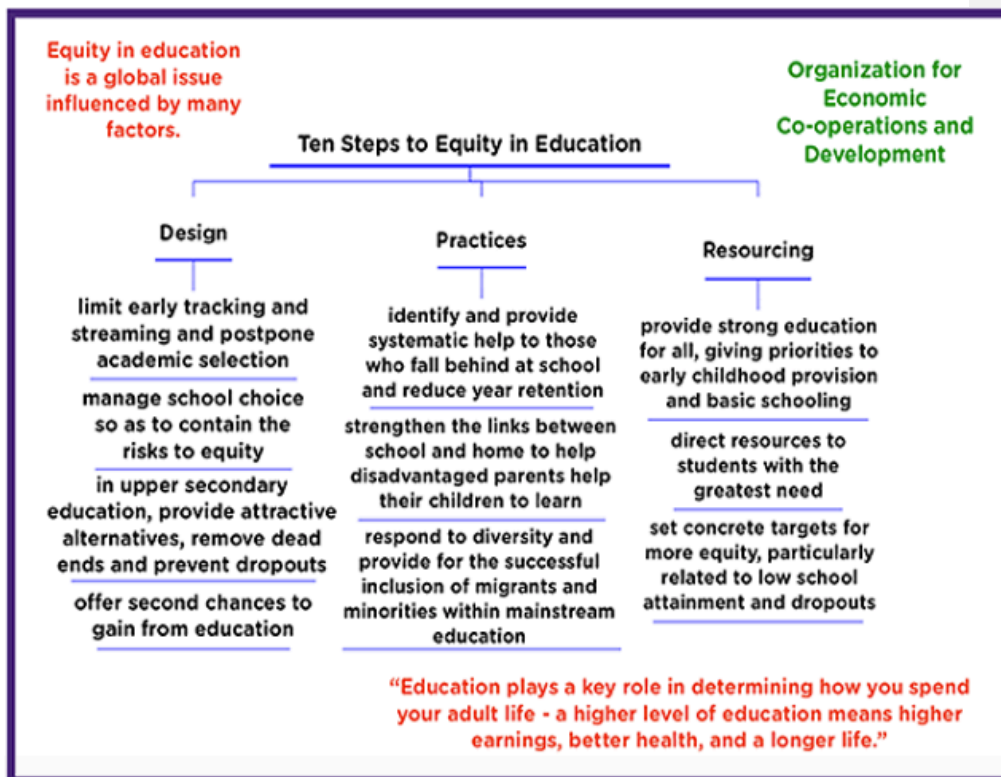 Equity in education
is a global issue
influenced by many
factors.
Organization for
Economic
Co-operations and
Development
Ten Steps to Equity in Education
Design
limit early tracking and
streaming and postpone
academic selection
manage school choice
so as to contain the
risks to equity
in upper secondary
education, provide attractive
alternatives, remove dead
ends and prevent dropouts
offer second chances to
gain from education
Practices
identify and provide
systematic help to those
who fall behind at school
and reduce year retention
strengthen the links between
school and home to help
disadvantaged parents help
their children to learn
respond to diversity and
provide for the successful
inclusion of migrants and
minorities within mainstream
education
Resourcing
provide strong education
for all, giving priorities to
early childhood provision
and basic schooling
direct resources to
students with the
greatest need
set concrete targets for
more equity, particularly
related to low school
attainment and dropouts
“Education plays a key role in determining how you spend
your adult life - a higher level of education means higher
earnings, better health, and a longer life.”